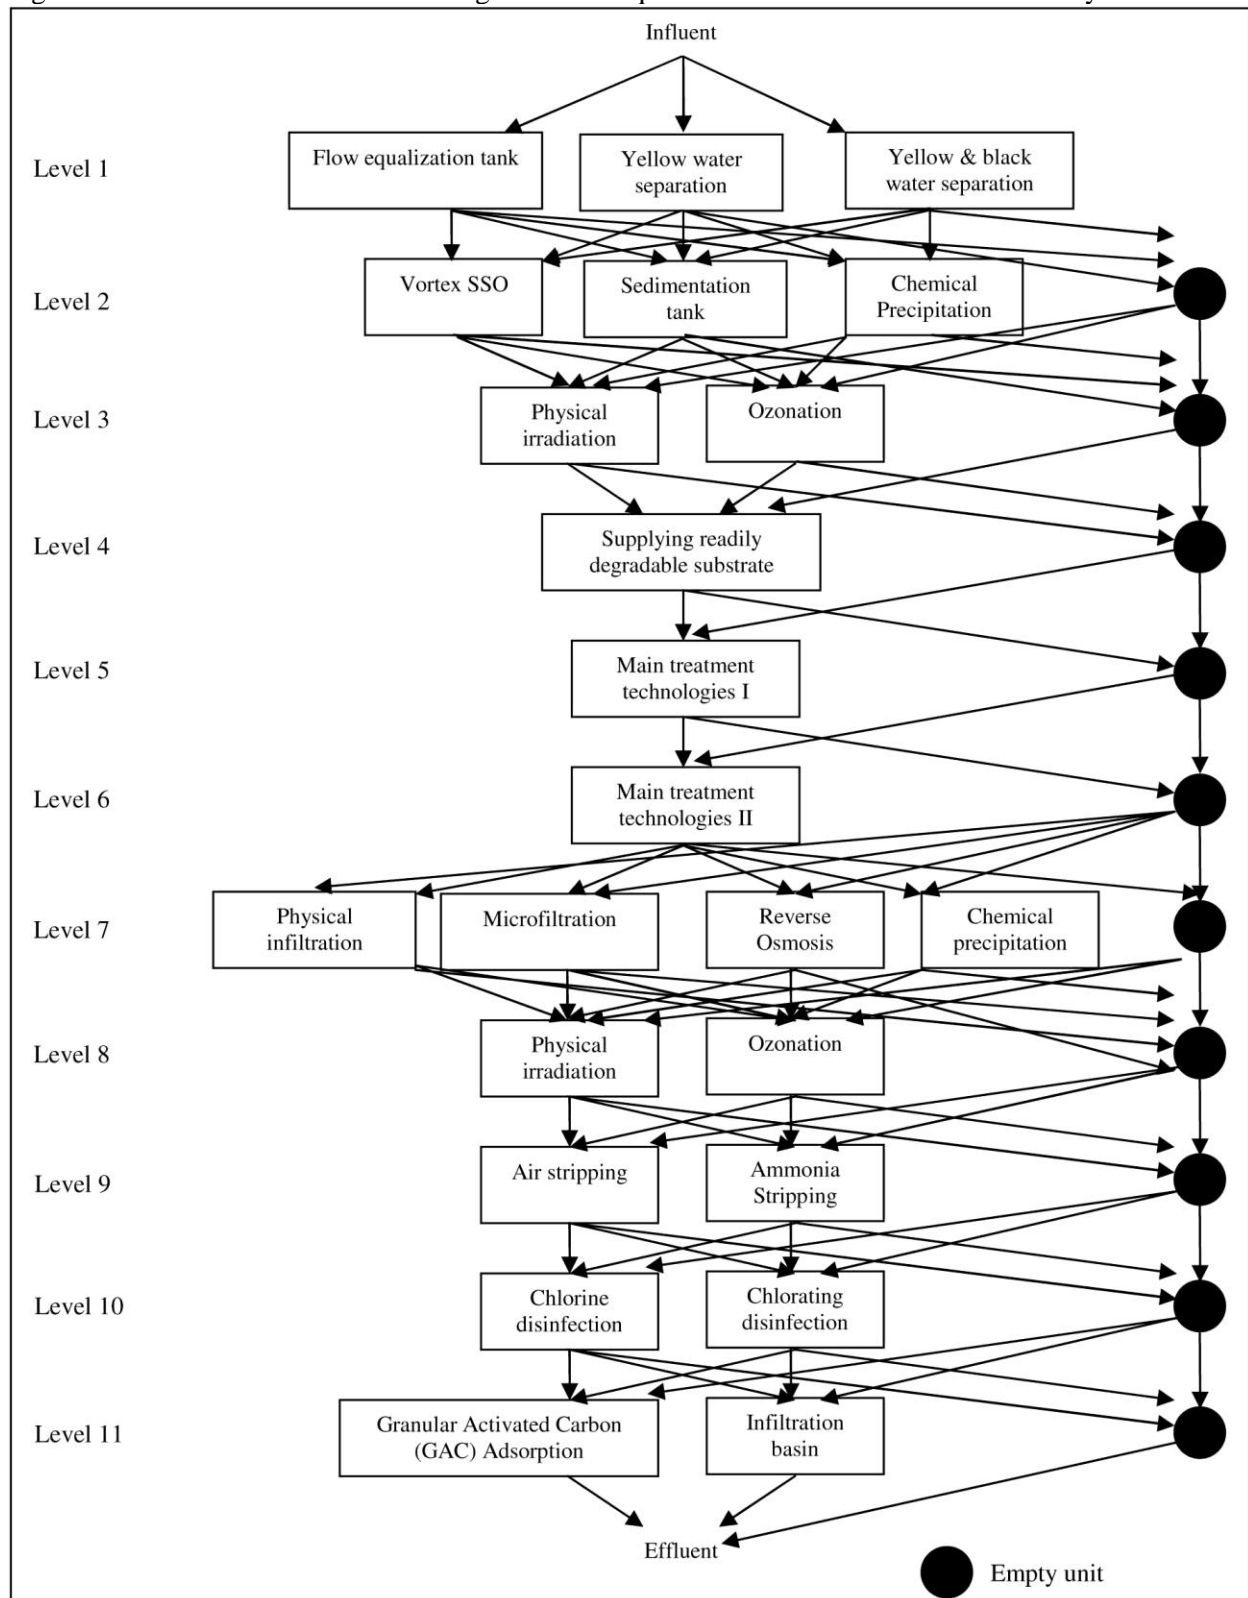 Influent
Level 1
Flow equalization tank
Yellow water
separation
Yellow & black
water separation
Level 2
Vortex SSO
Sedimentation
tank
Chemical
Precipitation
Level 3
Physical
irradiation
Ozonation
Level 4
Supplying readily
degradable substrate
Level 5
Main treatment
technologies I
Level 6
Main treatment
technologies II
Level 7
Physical
infiltration
Microfiltration
Reverse
Osmosis
Chemical
precipitation
Level 8
Physical
irradiation
Ozonation
Level 9
Air stripping
Ammonia
Stripping
Level 10
Chlorine
disinfection
Chlorating
disinfection
Level 11
Granular Activated Carbon
(GAC) Adsorption
Infiltration
basin
Effluent
Empty unit